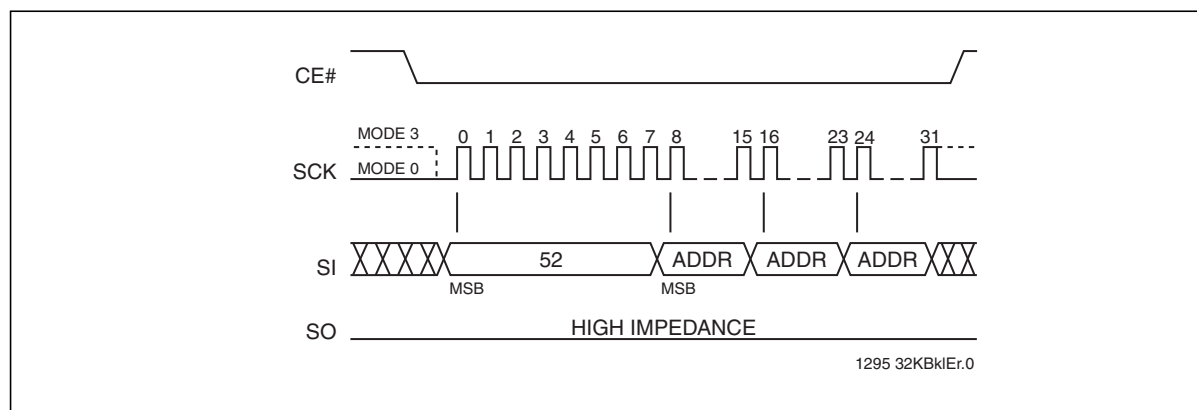 CE#
MODE 3
0 1 2 3 4 5 6 7 8 15 16 23 24 31
SCK MODE 0
SI 52 ADDR ADDR ADDR
MSB MSB
SO HIGH IMPEDANCE
1295 32KBklEr.0